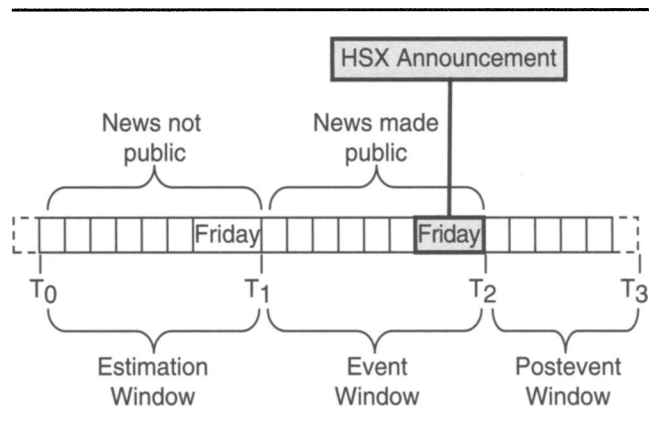 HSX Announcement
News not
public
News made
public
Friday
Friday
T0
T1
T2
T3
Estimation
Window
Event
Window
Postevent
Window